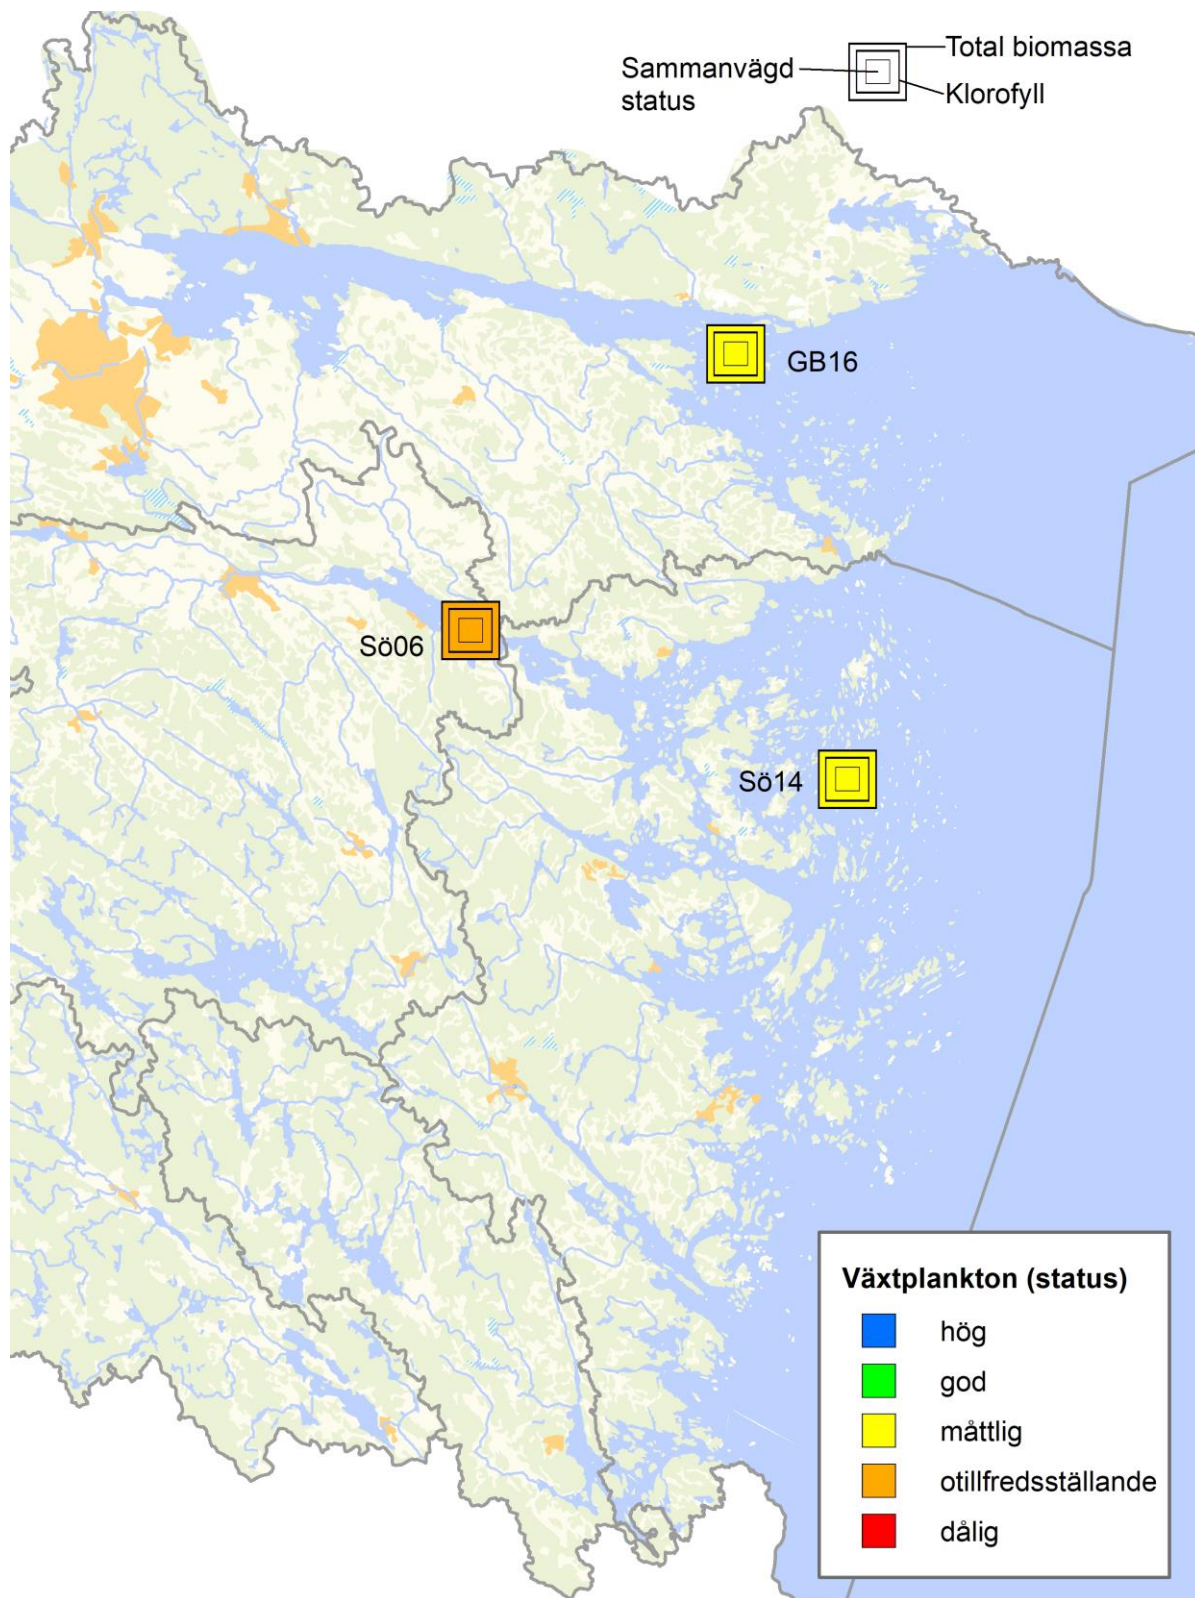 Total biomassa
Sammanvägd
status
Klorofyll
GB16
Sö06
Sö14
Växtplankton (status)
hög
god
måttlig
otillfredsställande
dålig